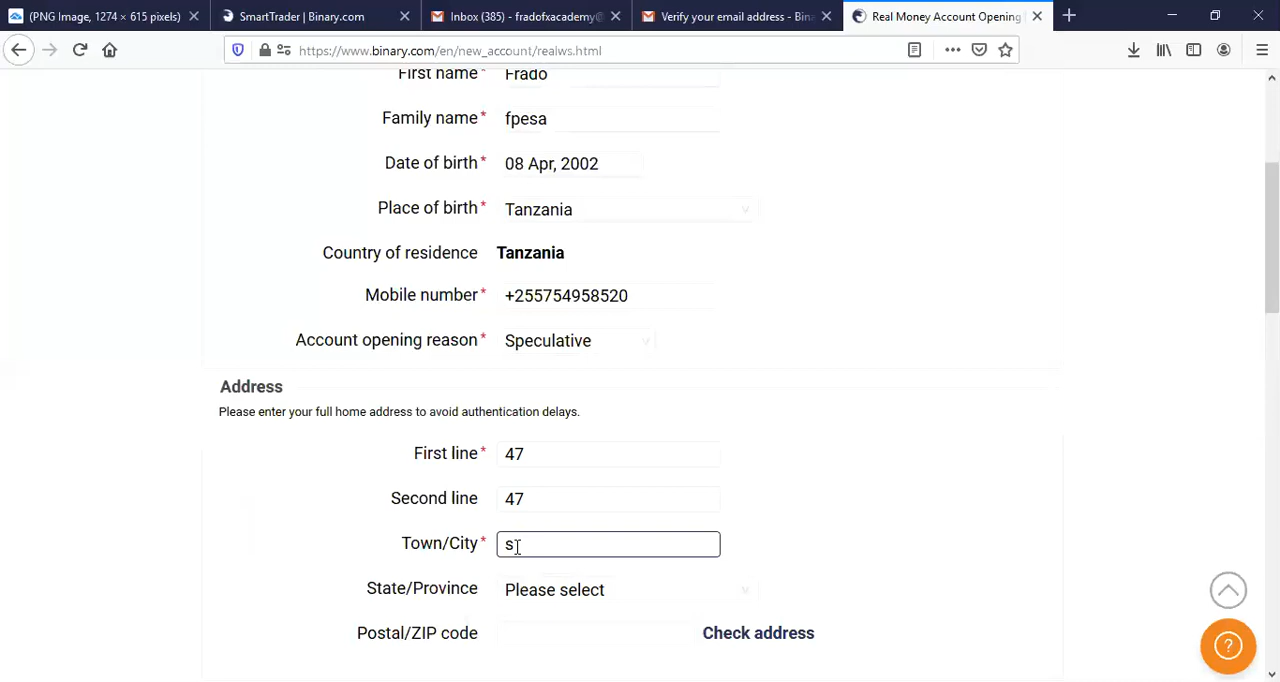 (PNG Image, 1274 × 615 pixels)
SmartTrader | Binary.com
Inbox (385) - fradofxacademy@
Verify your email address - Bin
Real Money Account Opening
https://www.binary.com/en/new_account/realws.html
First name* Frado
Family name* fpesa
Date of birth* 08 Apr, 2002
Place of birth* Tanzania
Country of residence Tanzania
Mobile number* +255754958520
Account opening reason* Speculative
Address
Please enter your full home address to avoid authentication delays.
First line* 47
Second line 47
Town/City* s
State/Province Please select
Postal/ZIP code Check address